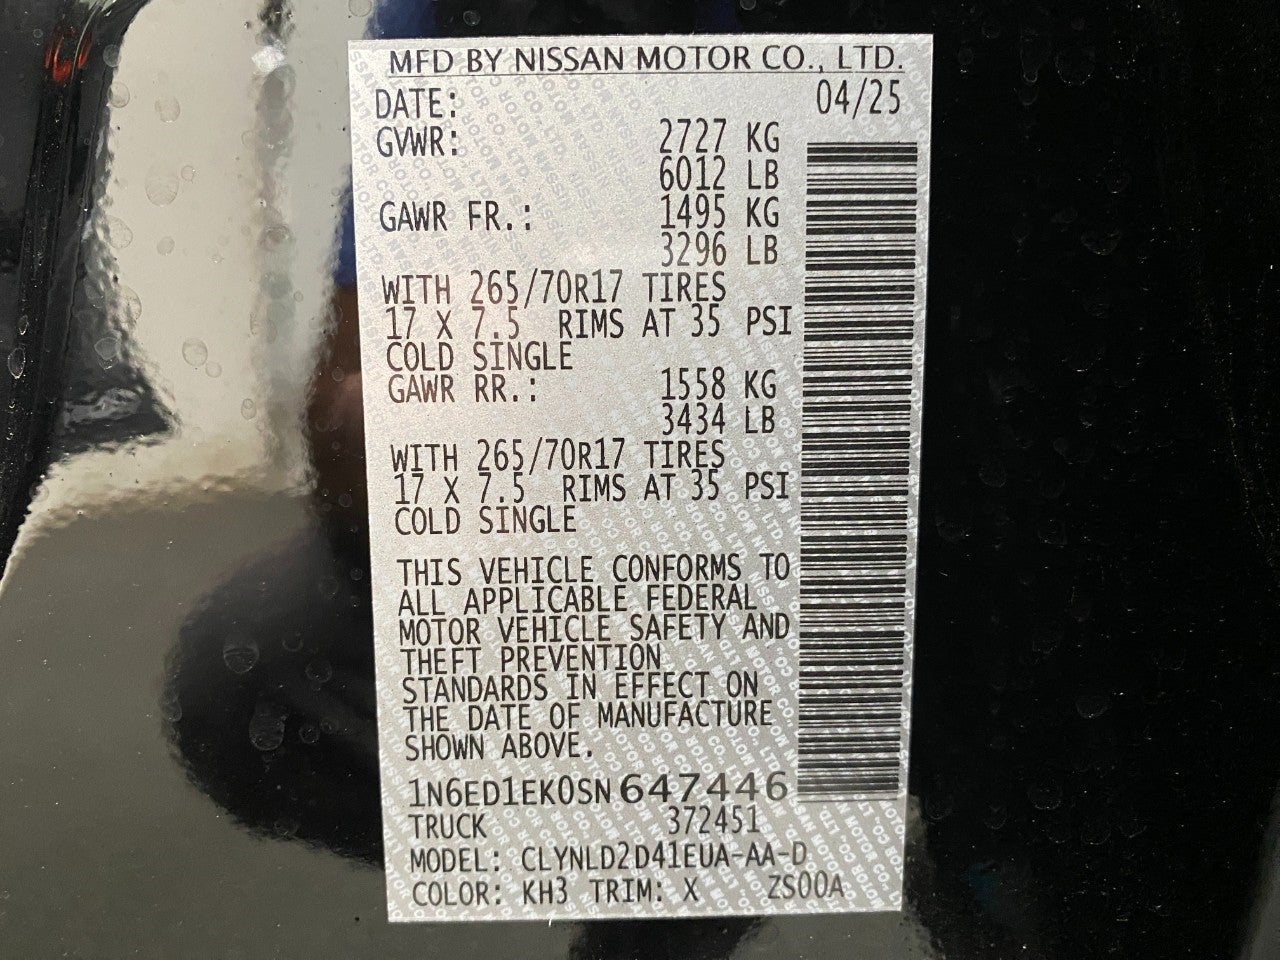 MFD BY NISSAN MOTOR CO., LTD.
DATE: 04/25
GVWR: 2727 KG
6012 LB
GAWR FR.: 1495 KG
3296 LB
WITH 265/70R17 TIRES
17 X 7.5 RIMS AT 35 PSI
COLD SINGLE
GAWR RR.: 1558 KG
3434 LB
WITH 265/70R17 TIRES
17 X 7.5 RIMS AT 35 PSI
COLD SINGLE
THIS VEHICLE CONFORMS TO
ALL APPLICABLE FEDERAL
MOTOR VEHICLE SAFETY AND
THEFT PREVENTION
STANDARDS IN EFFECT ON
THE DATE OF MANUFACTURE
SHOWN ABOVE.
1N6ED1EK0SN647446
TRUCK 372451
MODEL: CLYNLD2D41EUA-AA-D
COLOR: KH3 TRIM: X ZS00A